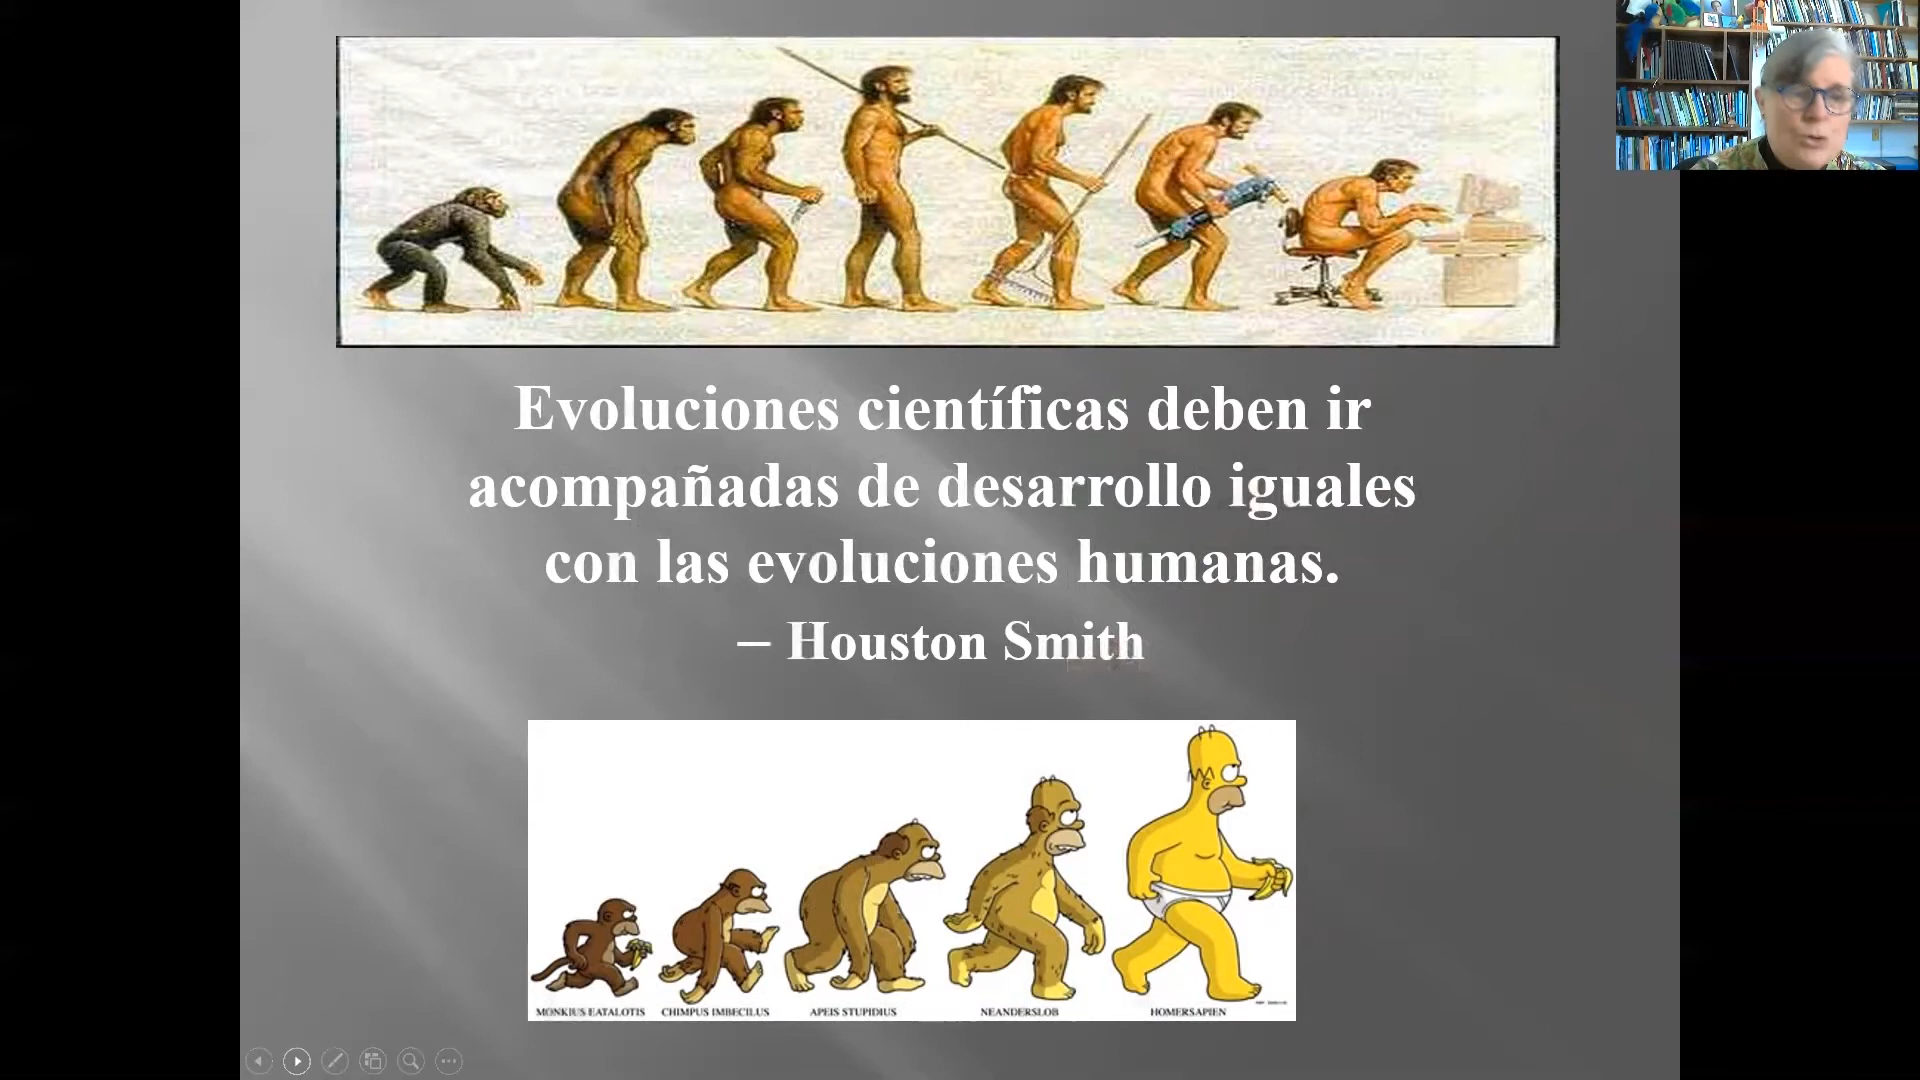 Evoluciones científicas deben ir
acompañadas de desarrollo iguales
con las evoluciones humanas.
– Houston Smith
MONKIUS EATALOTIS CHIMPUS IMBECILUS APEIS STUPIDIUS NEANDERSLOB HOMERSAPIEN